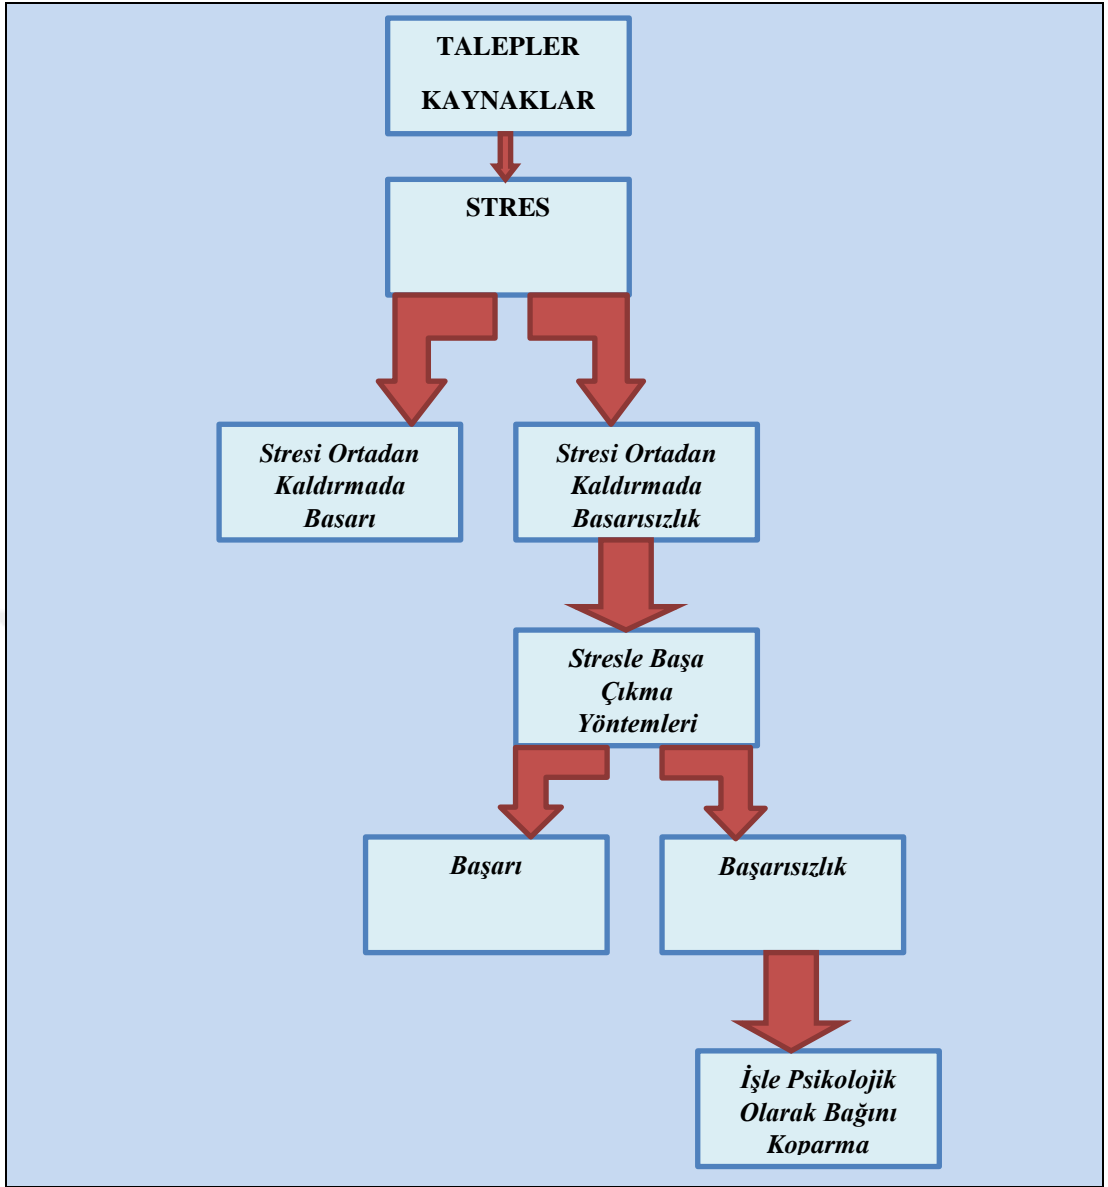 TALEPLER
KAYNAKLAR
STRES
Stresi Ortadan
Kaldırmada
Basarı
Stresi Ortadan
Kaldırmada
Basarısızlık
Stresle Başa
Çıkma
Yöntemleri
Başarı
Başarısızlık
İşle Psikolojik
Olarak Bağını
Koparma